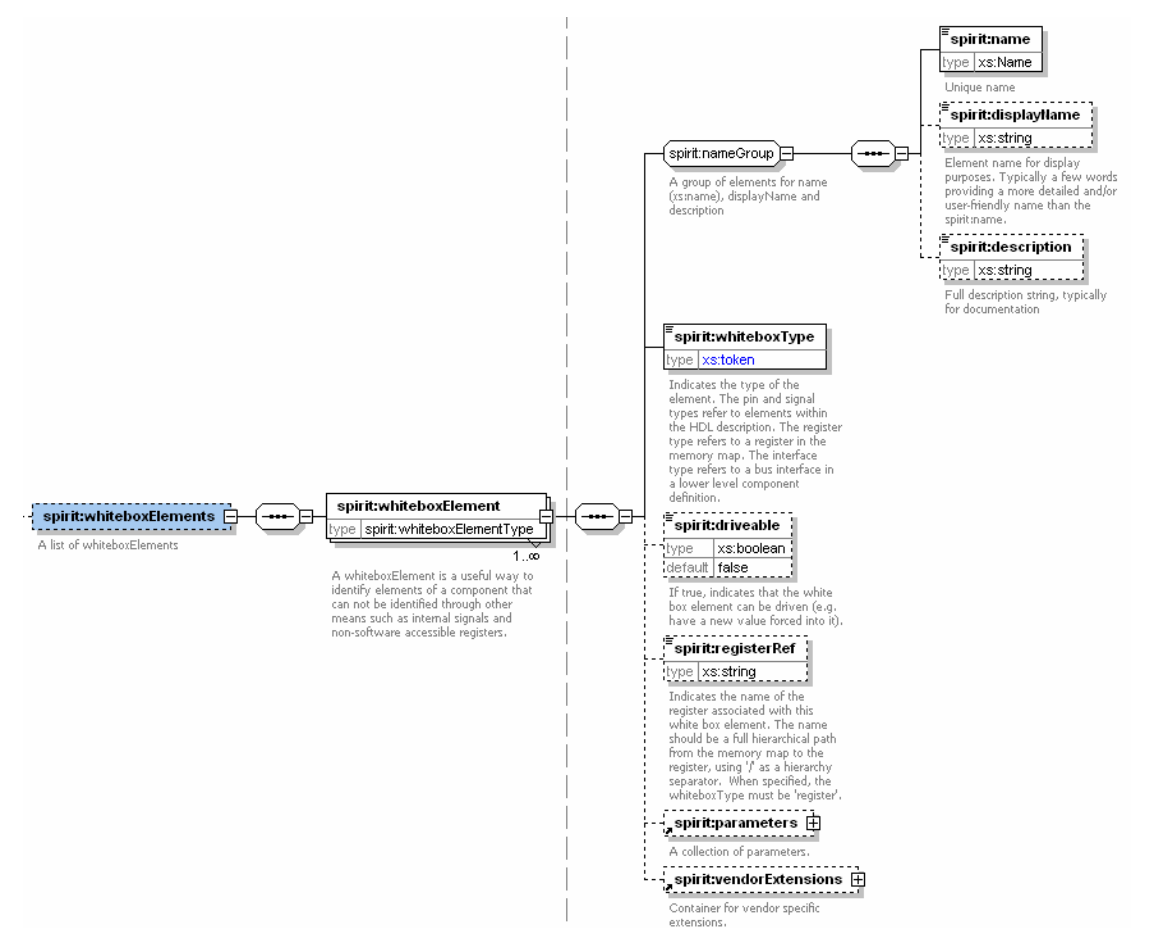 spirit:name
type xs:Name
Unique name
spirit:displayName
type xs:string
Element name for display
purposes. Typically a few words
providing a more detailed and/or
user-friendly name than the
spirit:name.
spirit:description
type xs:string
Full description string, typically
for documentation
spirit:nameGroup
A group of elements for name
(xs:name), displayName and
description
spirit:whiteboxType
type xs:token
Indicates the type of the
element. The pin and signal
types refer to elements within
the HDL description. The register
type refers to a register in the
memory map. The interface
type refers to a bus interface in
a lower level component
definition.
spirit:whiteboxElements
A list of whiteboxElements
spirit:whiteboxElement
type spirit:whiteboxElementType
1..∞
A whiteboxElement is a useful way to
identify elements of a component that
can not be identified through other
means such as internal signals and
non-software accessible registers.
spirit:driveable
type xs:boolean
default false
If true, indicates that the white
box element can be driven (e.g.
have a new value forced into it).
spirit:registerRef
type xs:string
Indicates the name of the
register associated with this
white box element. The name
should be a full hierarchical path
from the memory map to the
register, using '/' as a hierarchy
separator. When specified, the
whiteboxType must be 'register'.
spirit:parameters
A collection of parameters.
spirit:vendorExtensions
Container for vendor specific
extensions.